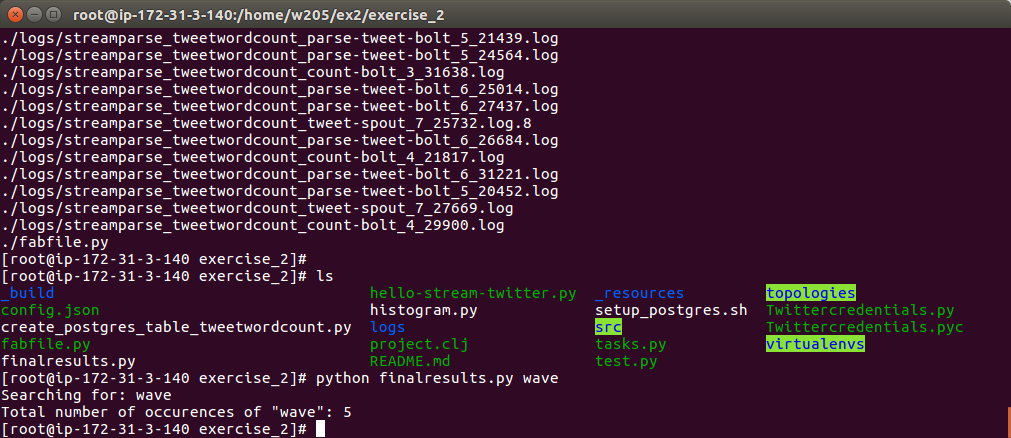 root@ip-172-31-3-140:/home/w205/ex2/exercise_2
./logs/streamparse_tweetwordcount_parse-tweet-bolt_5_21439.log
./logs/streamparse_tweetwordcount_parse-tweet-bolt_5_24564.log
./logs/streamparse_tweetwordcount_count-bolt_3_31638.log
./logs/streamparse_tweetwordcount_parse-tweet-bolt_6_25014.log
./logs/streamparse_tweetwordcount_parse-tweet-bolt_6_27437.log
./logs/streamparse_tweetwordcount_tweet-spout_7_25732.log.8
./logs/streamparse_tweetwordcount_parse-tweet-bolt_6_26684.log
./logs/streamparse_tweetwordcount_count-bolt_4_21817.log
./logs/streamparse_tweetwordcount_parse-tweet-bolt_6_31221.log
./logs/streamparse_tweetwordcount_parse-tweet-bolt_5_20452.log
./logs/streamparse_tweetwordcount_tweet-spout_7_27669.log
./logs/streamparse_tweetwordcount_count-bolt_4_29900.log
./fabfile.py
[root@ip-172-31-3-140 exercise_2]#
[root@ip-172-31-3-140 exercise_2]# ls
_build hello-stream-twitter.py _resources topologies
config.json histogram.py setup_postgres.sh Twittercredentials.py
create_postgres_table_tweetwordcount.py logs src Twittercredentials.pyc
fabfile.py project.clj tasks.py virtualenvs
finalresults.py README.md test.py
[root@ip-172-31-3-140 exercise_2]# python finalresults.py wave
Searching for: wave
Total number of occurences of "wave": 5
[root@ip-172-31-3-140 exercise_2]#